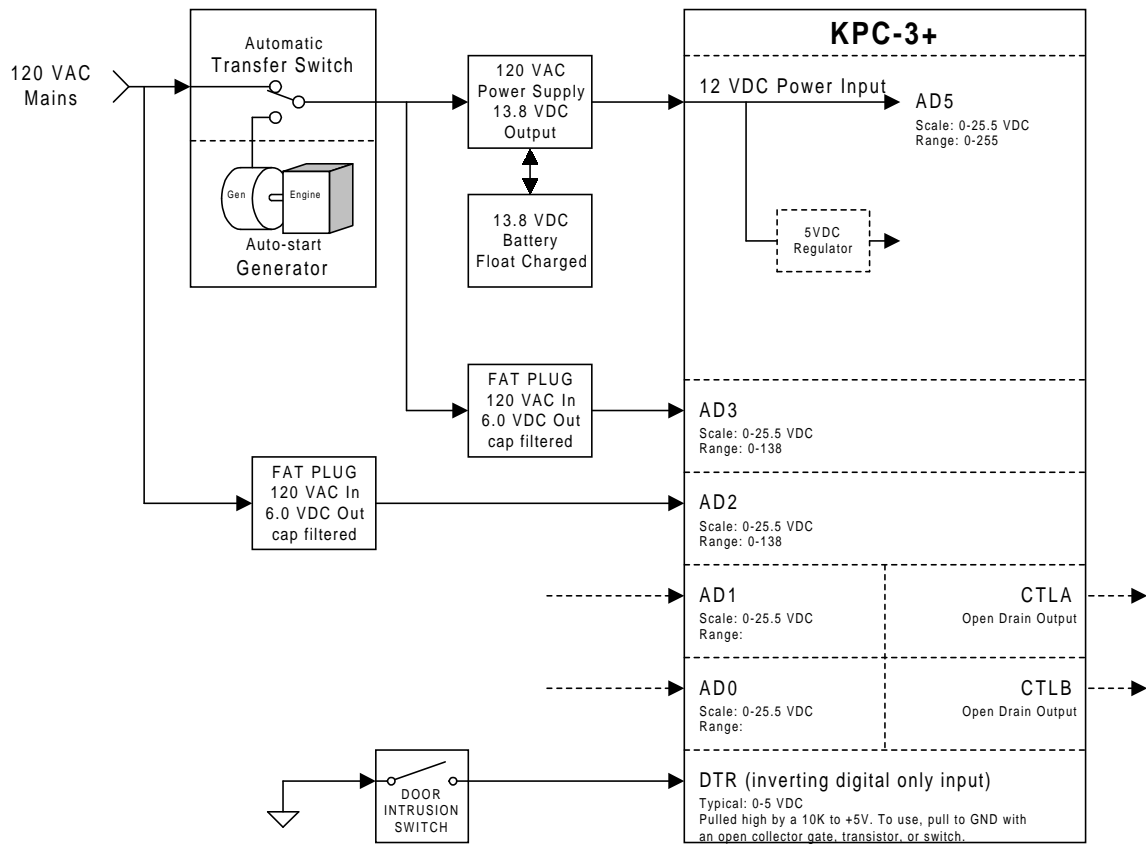 KPC-3+
Automatic
Transfer Switch
120 VAC
Mains
120 VAC
Power Supply
13.8 VDC
Output
12 VDC Power Input
AD5
Scale: 0-25.5 VDC
Range: 0-255
Gen
Engine
Auto-start
Generator
13.8 VDC
Battery
Float Charged
5VDC
Regulator
FAT PLUG
120 VAC In
6.0 VDC Out
cap filtered
AD3
Scale: 0-25.5 VDC
Range: 0-138
FAT PLUG
120 VAC In
6.0 VDC Out
cap filtered
AD2
Scale: 0-25.5 VDC
Range: 0-138
AD1
Scale: 0-25.5 VDC
Range:
CTLA
Open Drain Output
AD0
Scale: 0-25.5 VDC
Range:
CTLB
Open Drain Output
DOOR
INTRUSION
SWITCH
DTR (inverting digital only input)
Typical: 0-5 VDC
Pulled high by a 10K to +5V. To use, pull to GND with
an open collector gate, transistor, or switch.